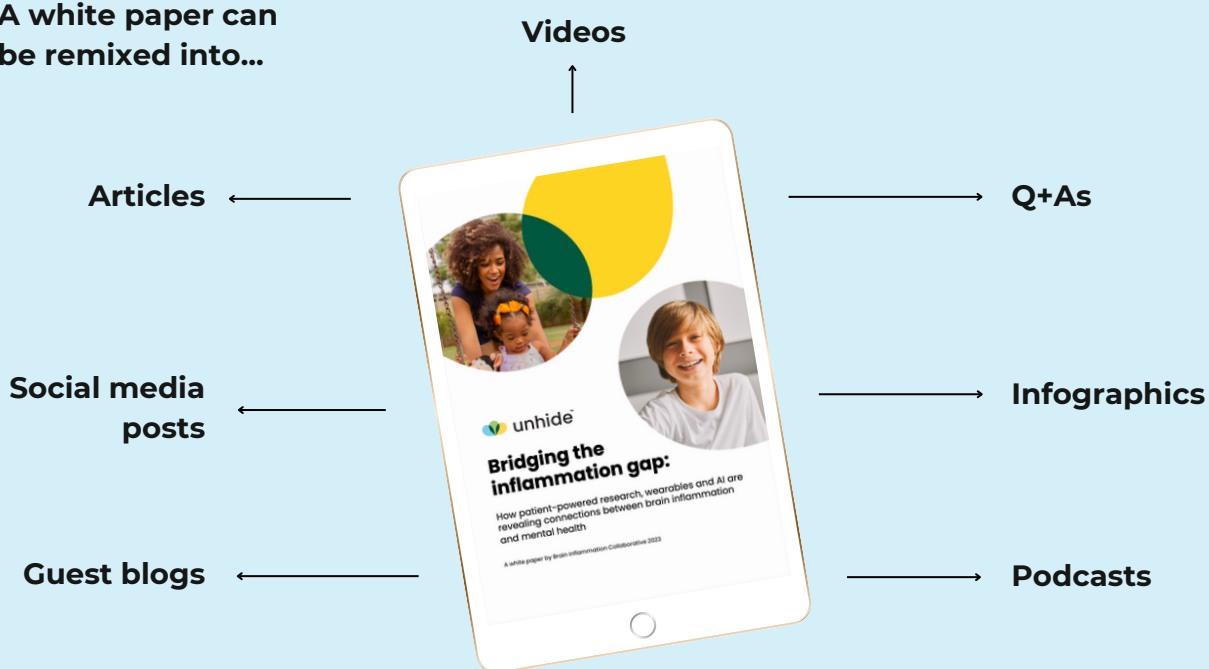 A white paper can
be remixed into...
Videos
Articles
Q+As
Social media
posts
Infographics
Guest blogs
Podcasts
unhide™
Bridging the
inflammation gap:
How patient-powered research, wearables and AI are
revealing connections between brain inflammation
and mental health
A white paper by Brain Inflammation Collaborative 2023